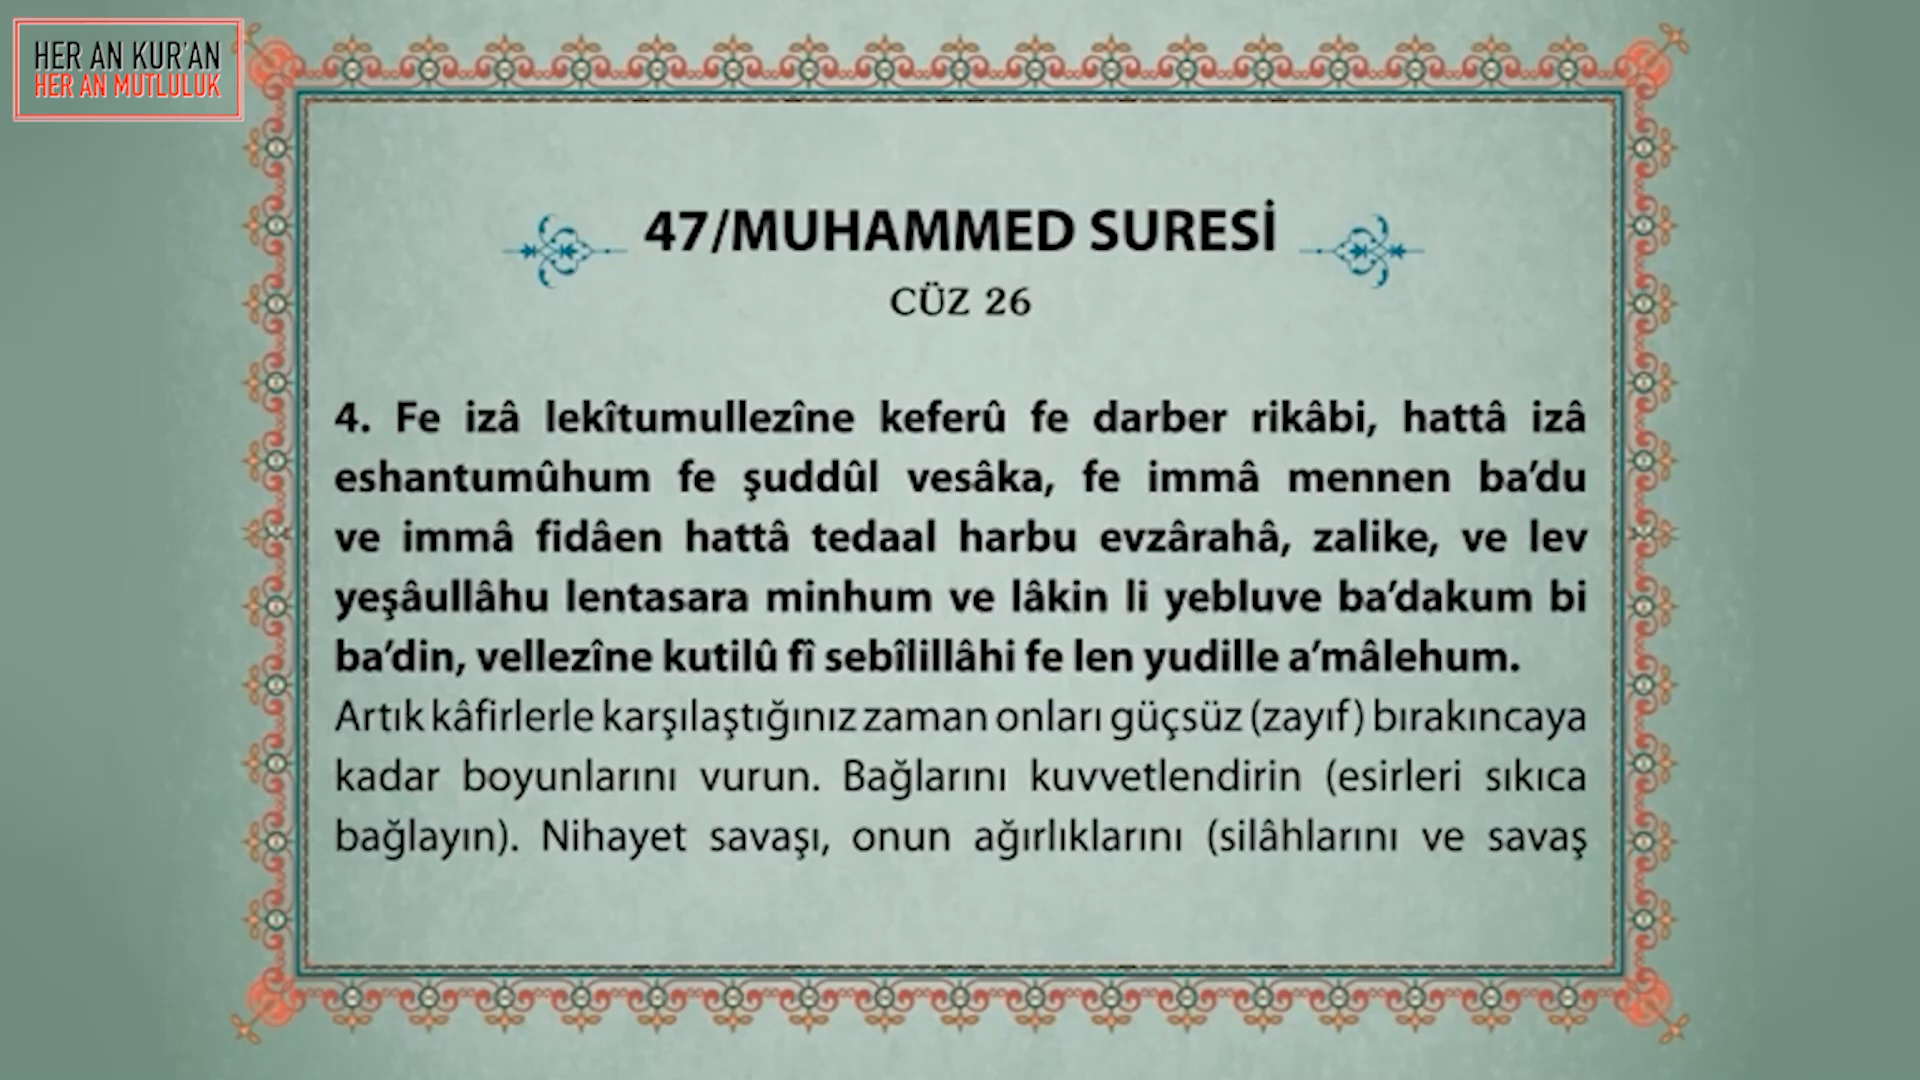 HER AN KUR'AN
HER AN MUTLULUK
47/MUHAMMED SURESİ
CÜZ 26
4. Fe izâ lekîtumullezîne keferû fe darber rikâbi, hattâ izâ
eshantumûhum fe şuddûl vesâka, fe immâ mennen ba’du
ve immâ fidâen hattâ tedaal harbu evzârahâ, zalike, ve lev
yeşâullâhu lentasara minhum ve lâkin li yebluve ba’dakum bi
ba’din, vellezîne kutilû fî sebîlillâhi fe len yudille a’mâlehum.
Artık kâfirlerle karşılaştığınız zaman onları güçsüz (zayıf) bırakıncaya
kadar boyunlarını vurun. Bağlarını kuvvetlendirin (esirleri sıkıca
bağlayın). Nihayet savaşı, onun ağırlıklarını (silâhlarını ve savaş